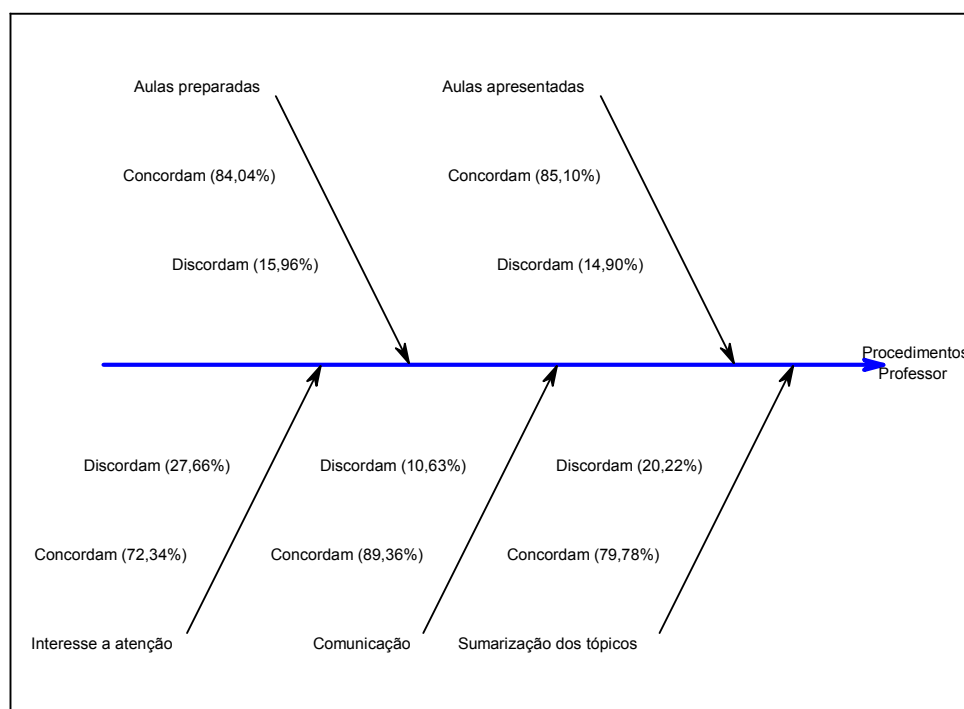 Aulas preparadas
Aulas apresentadas
Concordam (84,04%)
Concordam (85,10%)
Discordam (15,96%)
Discordam (14,90%)
Procedimentos
Professor
Discordam (27,66%)
Discordam (10,63%)
Discordam (20,22%)
Concordam (72,34%)
Concordam (89,36%)
Concordam (79,78%)
Interesse a atenção
Comunicação
Sumarização dos tópicos